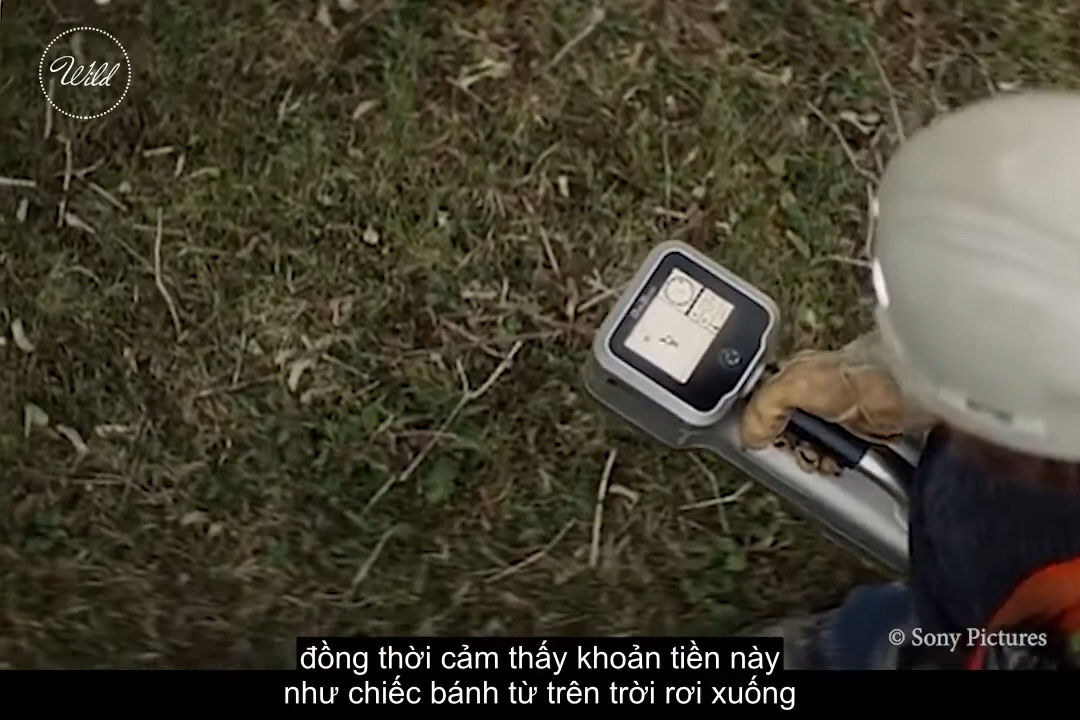 Wild
© Sony Pictures
đồng thời cảm thấy khoản tiền này
như chiếc bánh từ trên trời rơi xuống